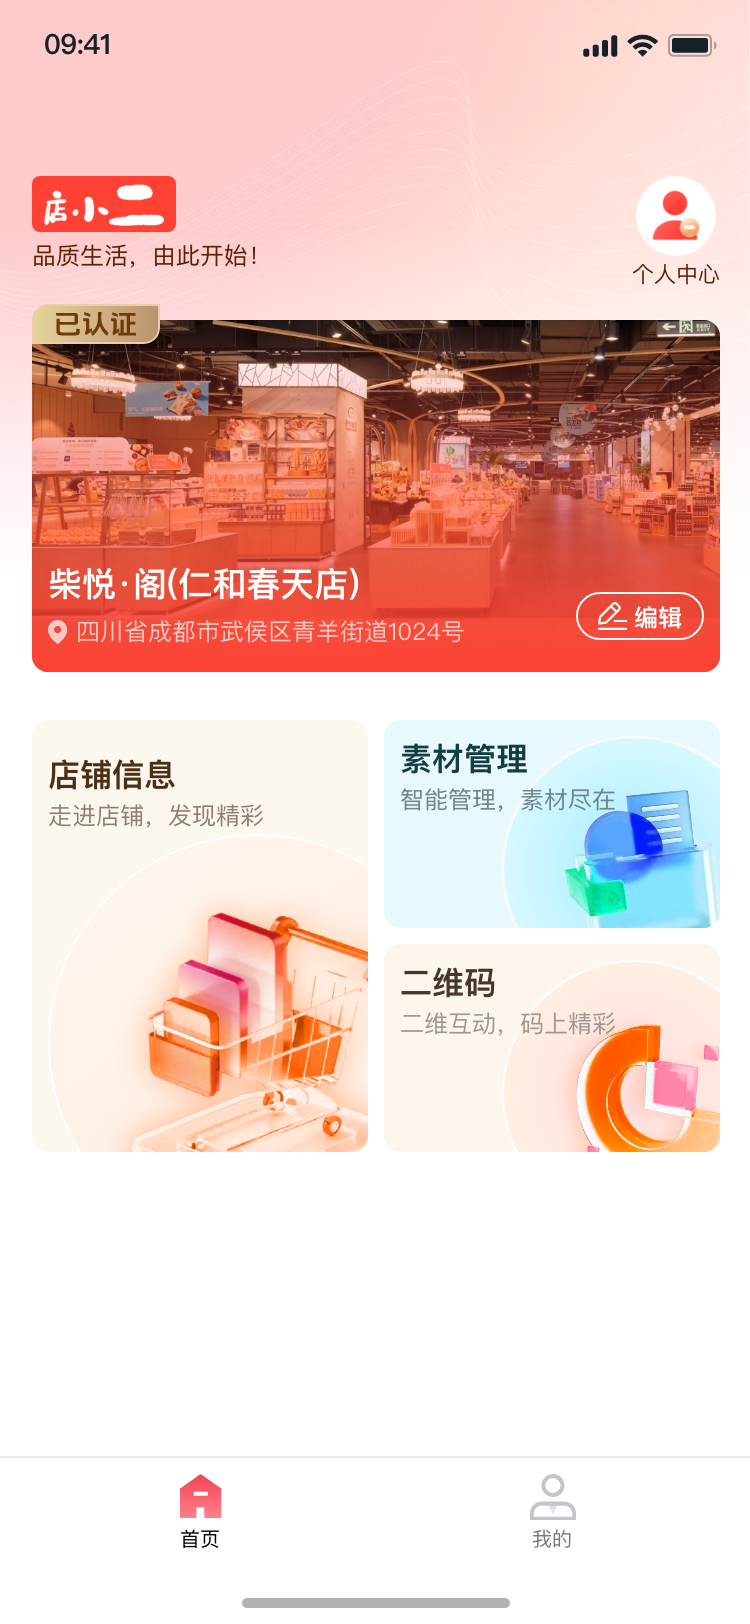 09:41
店小二
品质生活，由此开始！
个人中心
已认证
柴悦·阁(仁和春天店)
四川省成都市武侯区青羊街道1024号
编辑
店铺信息
走进店铺，发现精彩
素材管理
智能管理，素材尽在
二维码
二维互动，码上精彩
首页
我的